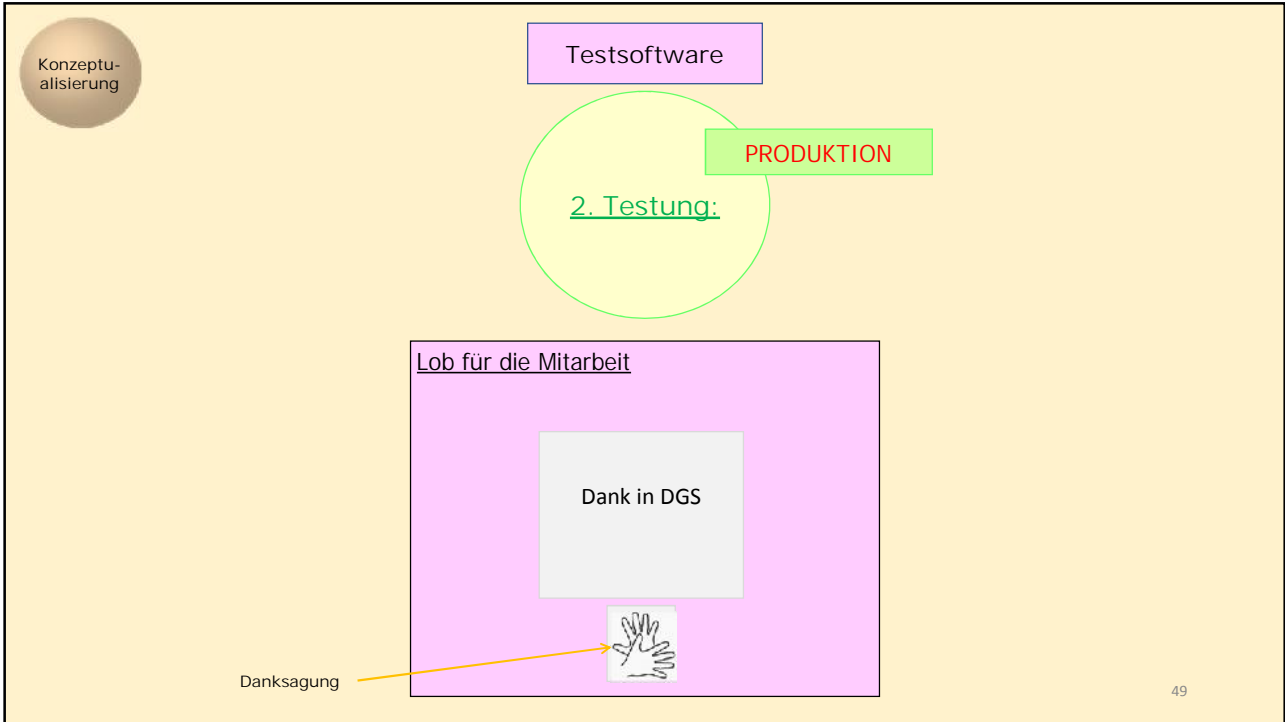 Konzeptu-
alisierung
Testsoftware
PRODUKTION
2. Testung:
Lob für die Mitarbeit
Dank in DGS
Danksagung
49